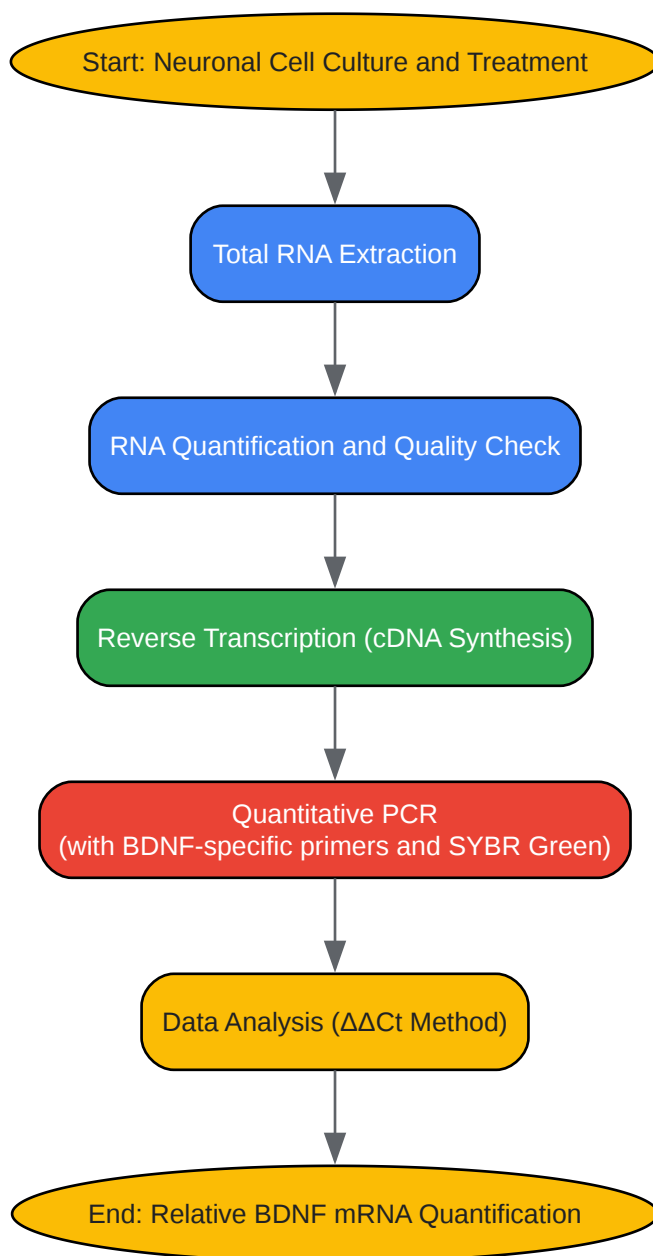 Start: Neuronal Cell Culture and Treatment
Total RNA Extraction
RNA Quantification and Quality Check
Reverse Transcription (cDNA Synthesis)
Quantitative PCR
(with BDNF-specific primers and SYBR Green)
Data Analysis (ΔΔCt Method)
End: Relative BDNF mRNA Quantification